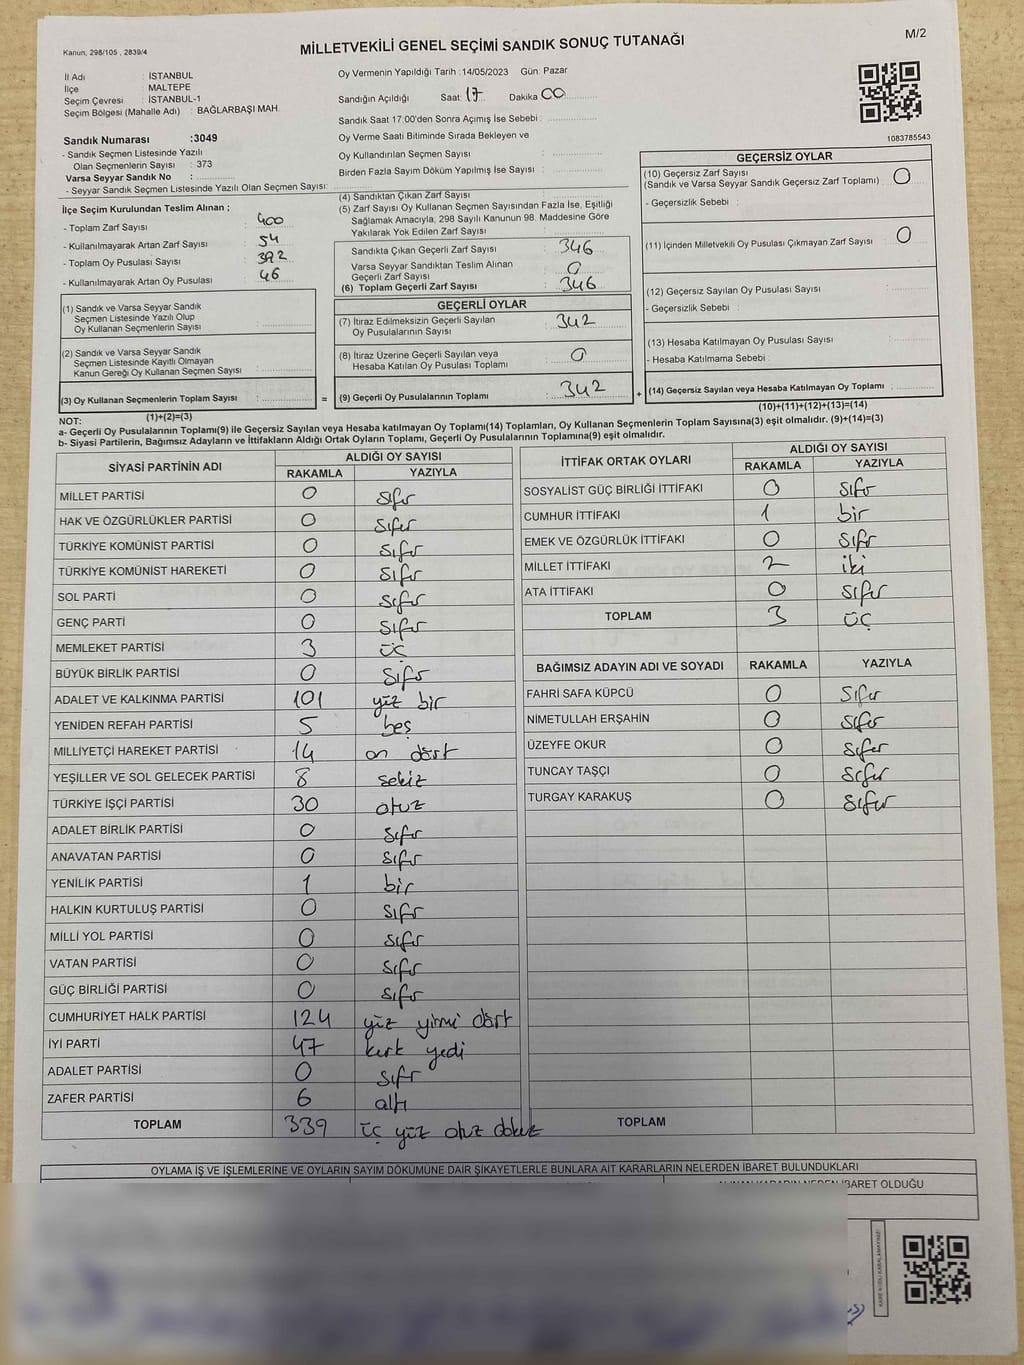 Kanun, 298/105 , 2839/4
MİLLETVEKİLİ GENEL SEÇİMİ SANDIK SONUÇ TUTANAĞI
M/2
İl Adı : İSTANBUL
İlçe : MALTEPE
Seçim Çevresi : İSTANBUL-1
Seçim Bölgesi (Mahalle Adı) : BAĞLARBAŞI MAH.
Oy Vermenin Yapıldığı Tarih :14/05/2023 Gün: Pazar
Sandığın Açıldığı Saat: 17 Dakika 00
Sandık Saat 17:00'den Sonra Açımış İse Sebebi :
Oy Verme Saati Bitiminde Sırada Bekleyen ve
Oy Kullandırılan Seçmen Sayısı :
Birden Fazla Sayım Döküm Yapılmış İse Sayısı :
1083785543
Sandık Numarası :3049
- Sandık Seçmen Listesinde Yazılı
Olan Seçmenlerin Sayısı : 373
Varsa Seyyar Sandık No :
- Seyyar Sandık Seçmen Listesinde Yazılı Olan Seçmen Sayısı:
İlçe Seçim Kurulundan Teslim Alınan ;
- Toplam Zarf Sayısı : 400
- Kullanılmayarak Artan Zarf Sayısı : 54
- Toplam Oy Pusulası Sayısı : 392
- Kullanılmayarak Artan Oy Pusulası : 46
(1) Sandık ve Varsa Seyyar Sandık
Seçmen Listesinde Yazılı Olup
Oy Kullanan Seçmenlerin Sayısı :
(2) Sandık ve Varsa Seyyar Sandık
Seçmen Listesinde Kayıtlı Olmayan
Kanun Gereği Oy Kullanan Seçmen Sayısı :
(3) Oy Kullanan Seçmenlerin Toplam Sayısı :
(1)+(2)=(3)
(4) Sandıktan Çıkan Zarf Sayısı :
(5) Zarf Sayısı Oy Kullanan Seçmen Sayısından Fazla İse, Eşitliği
Sağlamak Amacıyla, 298 Sayılı Kanunun 98. Maddesine Göre
Yakılarak Yok Edilen Zarf Sayısı :
Sandıkta Çıkan Geçerli Zarf Sayısı : 346
Varsa Seyyar Sandıktan Teslim Alınan
Geçerli Zarf Sayısı : 0
(6) Toplam Geçerli Zarf Sayısı : 346
GEÇERLİ OYLAR
(7) İtiraz Edilmeksizin Geçerli Sayılan
Oy Pusulalarının Sayısı : 342
(8) İtiraz Üzerine Geçerli Sayılan veya
Hesaba Katılan Oy Pusulası Toplamı : 0
= (9) Geçerli Oy Pusulalarının Toplamı : 342
GEÇERSİZ OYLAR
(10) Geçersiz Zarf Sayısı
(Sandık ve Varsa Seyyar Sandık Geçersiz Zarf Toplamı) : 0
- Geçersizlik Sebebi :
(11) İçinden Milletvekili Oy Pusulası Çıkmayan Zarf Sayısı : 0
(12) Geçersiz Sayılan Oy Pusulası Sayısı :
- Geçersizlik Sebebi :
(13) Hesaba Katılmayan Oy Pusulası Sayısı :
- Hesaba Katılmama Sebebi :
+ (14) Geçersiz Sayılan veya Hesaba Katılmayan Oy Toplamı :
(10)+(11)+(12)+(13)=(14)
NOT:
a- Geçerli Oy Pusulalarının Toplamı(9) ile Geçersiz Sayılan veya Hesaba Katılmayan Oy Toplamı(14) Toplamları, Oy Kullanan Seçmenlerin Toplam Sayısına(3) eşit olmalıdır. (9)+(14)=(3)
b- Siyasi Partilerin, Bağımsız Adayların ve İttifakların Aldığı Ortak Oyların Toplamı, Geçerli Oy Pusulalarının Toplamına(9) eşit olmalıdır.
SİYASİ PARTİNİN ADI ALDIĞI OY SAYISI
RAKAMLA YAZIYLA
MİLLET PARTİSİ 0 sıfır
HAK VE ÖZGÜRLÜKLER PARTİSİ 0 sıfır
TÜRKİYE KOMÜNİST PARTİSİ 0 sıfır
TÜRKİYE KOMÜNİST HAREKETİ 0 sıfır
SOL PARTİ 0 sıfır
GENÇ PARTİ 0 sıfır
MEMLEKET PARTİSİ 3 üç
BÜYÜK BİRLİK PARTİSİ 0 sıfır
ADALET VE KALKINMA PARTİSİ 101 yüz bir
YENİDEN REFAH PARTİSİ 5 beş
MİLLİYETÇİ HAREKET PARTİSİ 14 on dört
YEŞİLLER VE SOL GELECEK PARTİSİ 8 sekiz
TÜRKİYE İŞÇİ PARTİSİ 30 otuz
ADALET BİRLİK PARTİSİ 0 sıfır
ANAVATAN PARTİSİ 0 sıfır
YENİLİK PARTİSİ 1 bir
HALKIN KURTULUŞ PARTİSİ 0 sıfır
MİLLİ YOL PARTİSİ 0 sıfır
VATAN PARTİSİ 0 sıfır
GÜÇ BİRLİĞİ PARTİSİ 0 sıfır
CUMHURİYET HALK PARTİSİ 124 yüz yirmi dört
İYİ PARTİ 47 kırk yedi
ADALET PARTİSİ 0 sıfır
ZAFER PARTİSİ 6 altı
TOPLAM 339 üç yüz otuz dokuz
İTTİFAK ORTAK OYLARI ALDIĞI OY SAYISI
RAKAMLA YAZIYLA
SOSYALİST GÜÇ BİRLİĞİ İTTİFAKI 0 sıfır
CUMHUR İTTİFAKI 1 bir
EMEK VE ÖZGÜRLÜK İTTİFAKI 0 sıfır
MİLLET İTTİFAKI 2 iki
ATA İTTİFAKI 0 sıfır
TOPLAM 3 üç
BAĞIMSIZ ADAYIN ADI VE SOYADI RAKAMLA YAZIYLA
FAHRİ SAFA KÜPCÜ 0 sıfır
NİMETULLAH ERŞAHİN 0 sıfır
ÜZEYFE OKUR 0 sıfır
TUNCAY TAŞÇI 0 sıfır
TURGAY KARAKUŞ 0 sıfır
TOPLAM
OYLAMA İŞ VE İŞLEMLERİNE VE OYLARIN SAYIM DÖKÜMÜNE DAİR ŞİKAYETLERLE BUNLARA AİT KARARLARIN NELERDEN İBARET BULUNDUKLARI
ALINAN KARARIN NEDEN İBARET OLDUĞU
KARE KODU KARALAMAYINIZ!